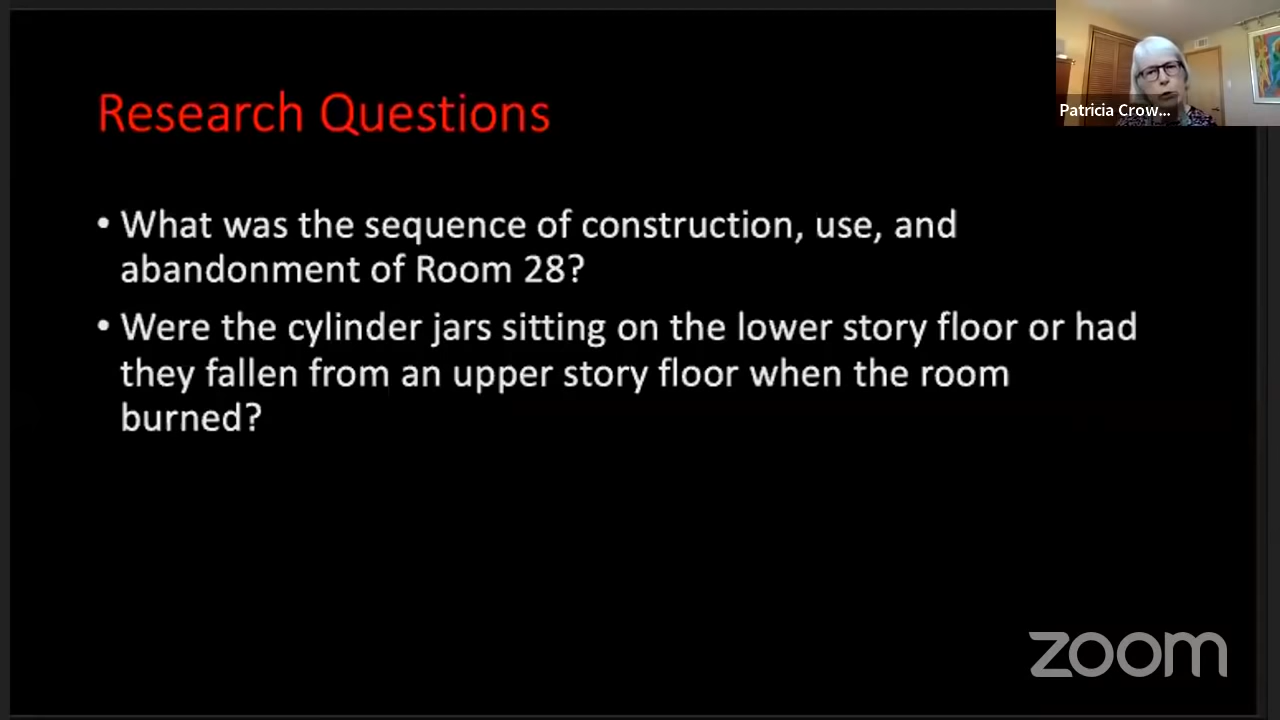 Research Questions
Patricia Crow...
• What was the sequence of construction, use, and
abandonment of Room 28?
• Were the cylinder jars sitting on the lower story floor or had
they fallen from an upper story floor when the room
burned?
zoom